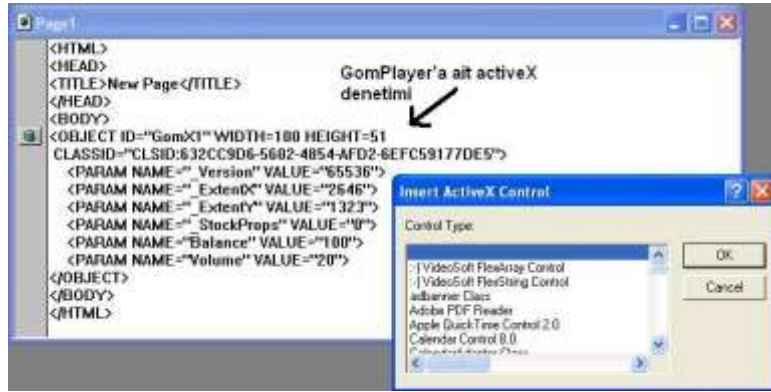 Page1
<HTML>
<HEAD>
<TITLE>New Page</TITLE>
</HEAD>
<BODY>
<OBJECT ID="GomX1" WIDTH=100 HEIGHT=51
CLASSID="CLSID:632CC9D6-5602-4854-AFD2-6EFC59177DE5">
<PARAM NAME="_Version" VALUE="65536">
<PARAM NAME="_ExtentX" VALUE="2646">
<PARAM NAME="_ExtentY" VALUE="1323">
<PARAM NAME="_StockProps" VALUE="0">
<PARAM NAME="Balance" VALUE="100">
<PARAM NAME="Volume" VALUE="20">
</OBJECT>
</BODY>
</HTML>
GomPlayer'a ait activeX
denetimi
Insert ActiveX Control
Control Type:
:-) VideoSoft FlexArray Control
:-) VideoSoft FlexString Control
adbanner Class
Adobe PDF Reader
Apple QuickTime Control 2.0
Calendar Control 8.0
OK
Cancel